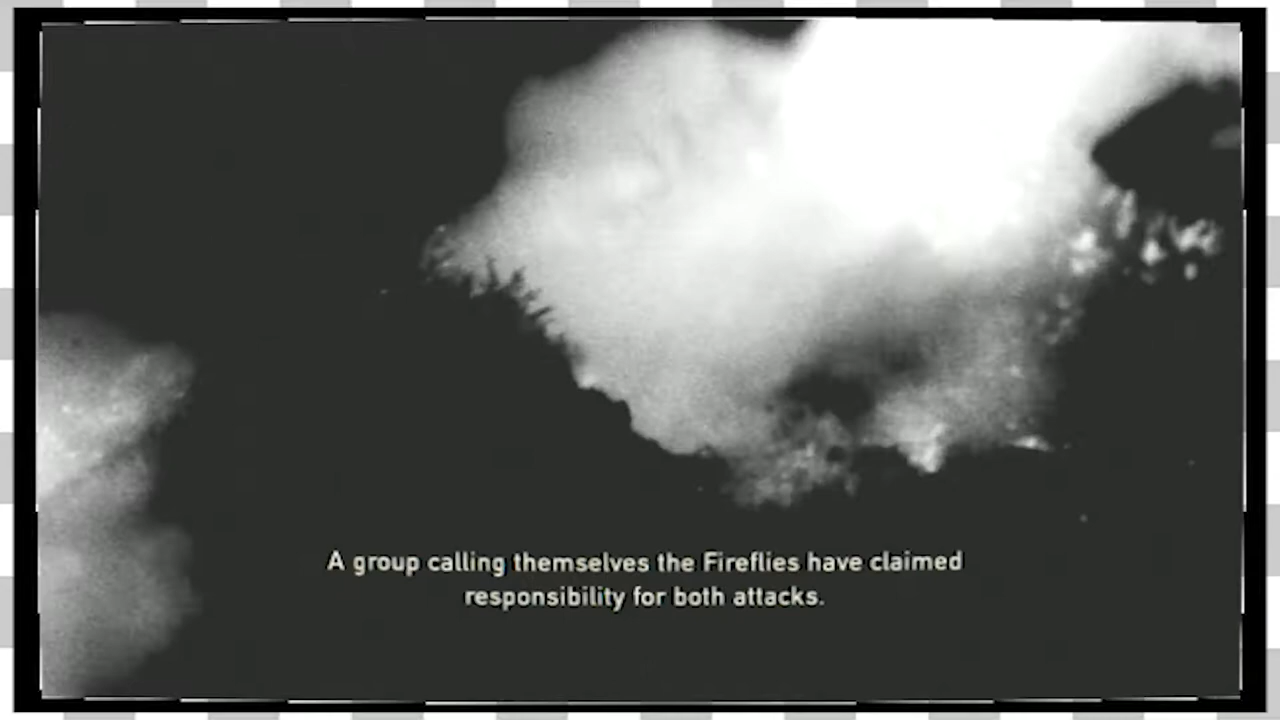 A group calling themselves the Fireflies have claimed
responsibility for both attacks.